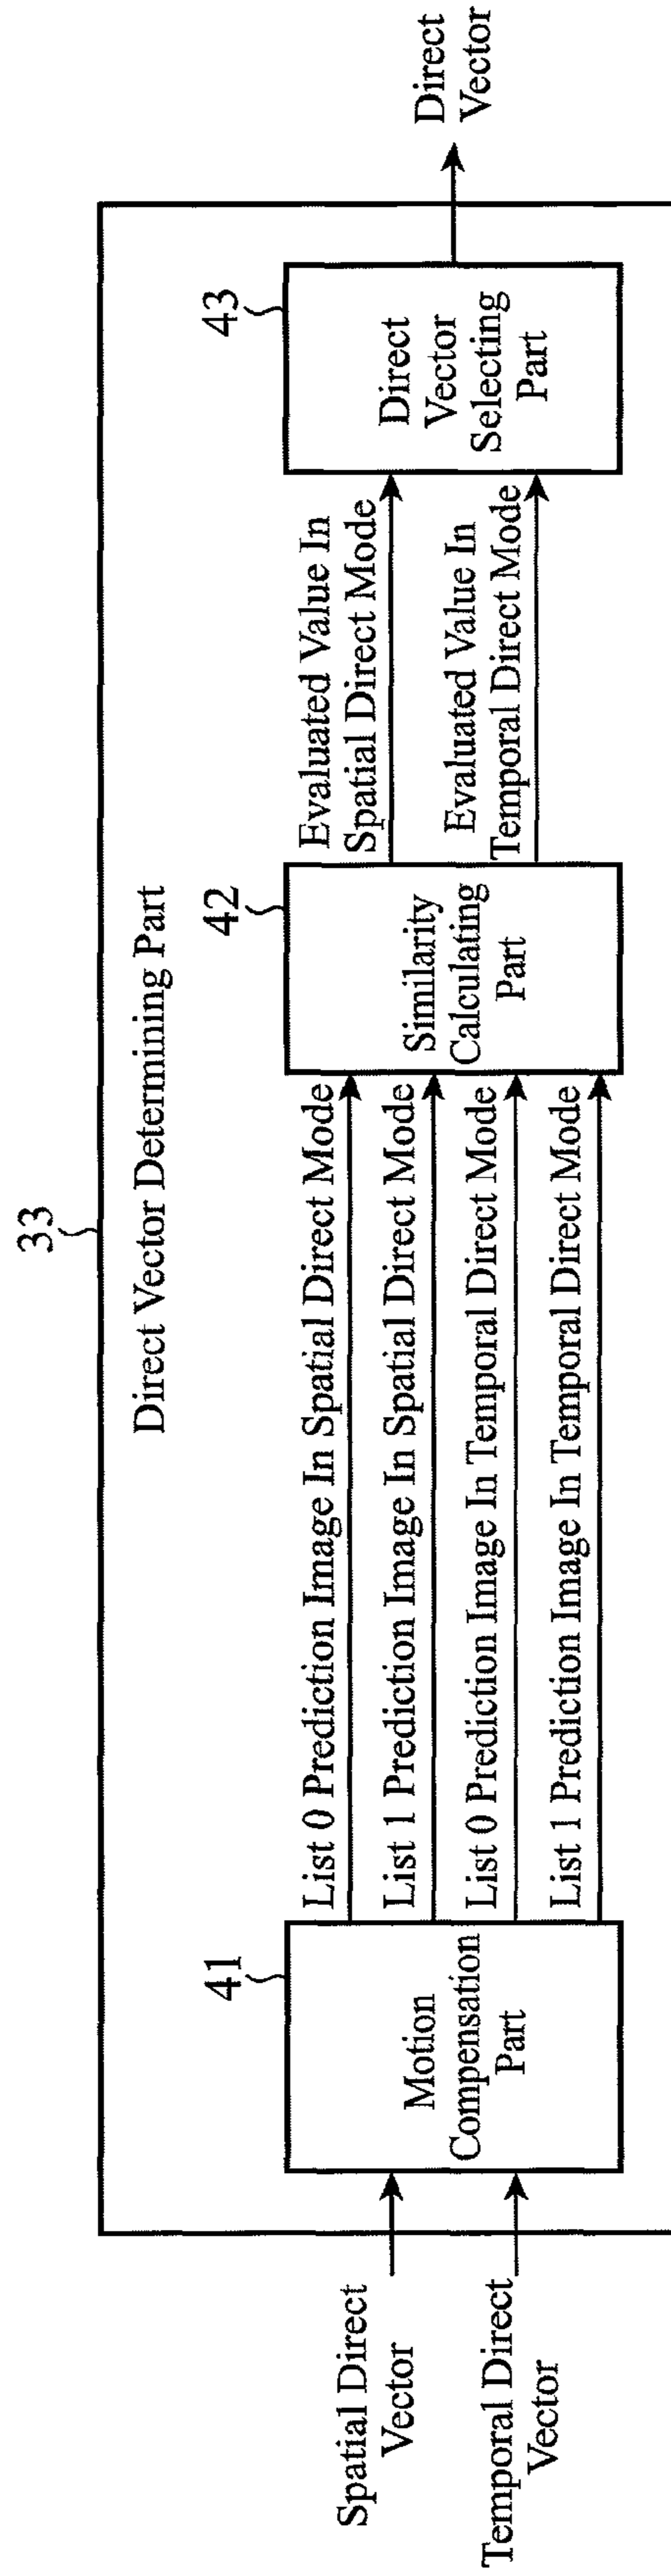 33
Direct Vector Determining Part
Spatial Direct
Vector
Temporal Direct
Vector
41
Motion
Compensation
Part
List 0 Prediction Image In Spatial Direct Mode
List 1 Prediction Image In Spatial Direct Mode
List 0 Prediction Image In Temporal Direct Mode
List 1 Prediction Image In Temporal Direct Mode
42
Similarity
Calculating
Part
Evaluated Value In
Spatial Direct Mode
Evaluated Value In
Temporal Direct Mode
43
Direct
Vector
Selecting
Part
Direct
Vector